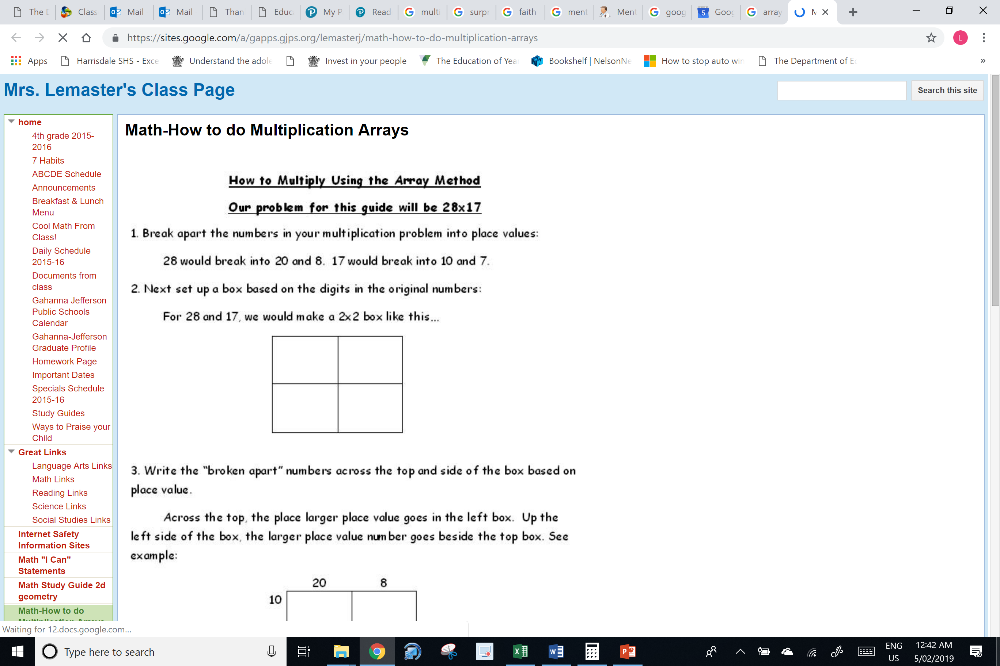 The D
Class
Mail
Mail
Than
Educ
My P
Read
multi
surpr
faith
ment
Ment
goog
5
Goog
array
https://sites.google.com/a/gapps.gjps.org/lemasterj/math-how-to-do-multiplication-arrays
L
Apps
Harrisdale SHS - Exce
Understand the adole
Invest in your people
The Education of Yea
Bookshelf | NelsonNe
How to stop auto win
The Department of Ec
»
Mrs. Lemaster's Class Page
Search this site
home
4th grade 2015-
2016
7 Habits
ABCDE Schedule
Announcements
Breakfast & Lunch
Menu
Cool Math From
Class!
Daily Schedule
2015-16
Documents from
class
Gahanna Jefferson
Public Schools
Calendar
Gahanna-Jefferson
Graduate Profile
Homework Page
Important Dates
Specials Schedule
2015-16
Study Guides
Ways to Praise your
Child
Great Links
Language Arts Links
Math Links
Reading Links
Science Links
Social Studies Links
Internet Safety
Information Sites
Math "I Can"
Statements
Math Study Guide 2d
geometry
Math-How to do
Multiplication Arrays
Math-How to do Multiplication Arrays
How to Multiply Using the Array Method
Our problem for this guide will be 28x17
1. Break apart the numbers in your multiplication problem into place values:
28 would break into 20 and 8. 17 would break into 10 and 7.
2. Next set up a box based on the digits in the original numbers:
For 28 and 17, we would make a 2x2 box like this...
3. Write the “broken apart” numbers across the top and side of the box based on
place value.
Across the top, the place larger place value goes in the left box. Up the
left side of the box, the larger place value number goes beside the top box. See
example:
20 8
10
Waiting for 12.docs.google.com...
Type here to search
ENG
US
12:42 AM
5/02/2019